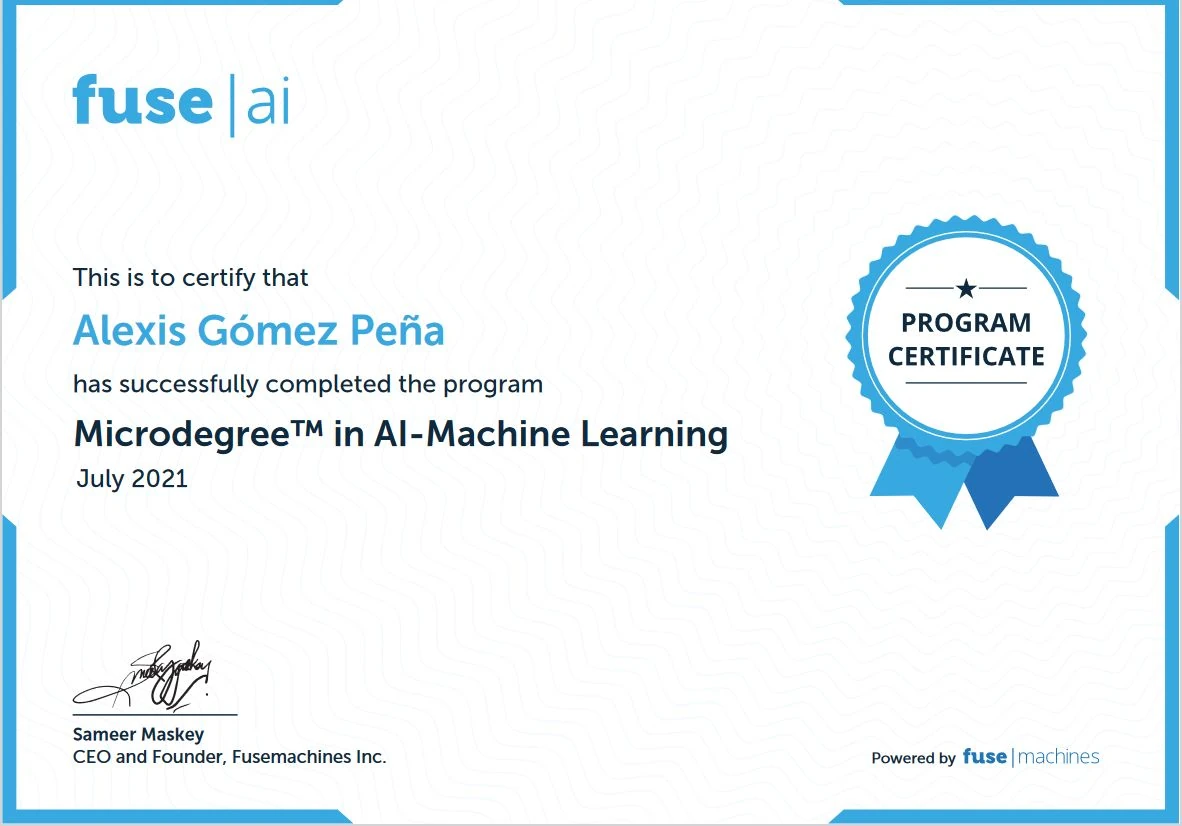 fuse|ai
This is to certify that
Alexis Gómez Peña
has successfully completed the program
Microdegree™ in AI-Machine Learning
July 2021
PROGRAM
CERTIFICATE
Sameer Maskey
CEO and Founder, Fusemachines Inc.
Powered by fuse|machines